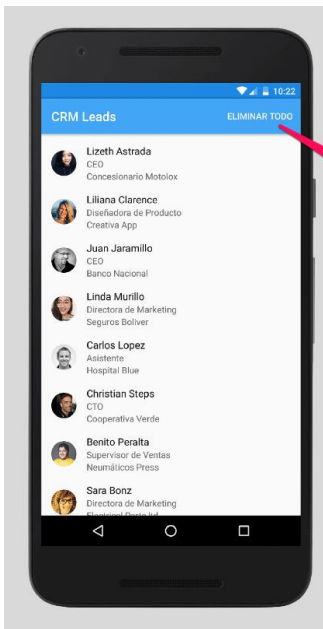 10:22
CRM Leads
ELIMINAR TODO
Lizeth Astrada
CEO
Concesionario Motolox
Liliana Clarence
Diseñadora de Producto
Creativa App
Juan Jaramillo
CEO
Banco Nacional
Linda Murillo
Directora de Marketing
Seguros Boliver
Carlos Lopez
Asistente
Hospital Blue
Christian Steps
CTO
Cooperativa Verde
Benito Peralta
Supervisor de Ventas
Neumáticos Press
Sara Bonz
Directora de Marketing